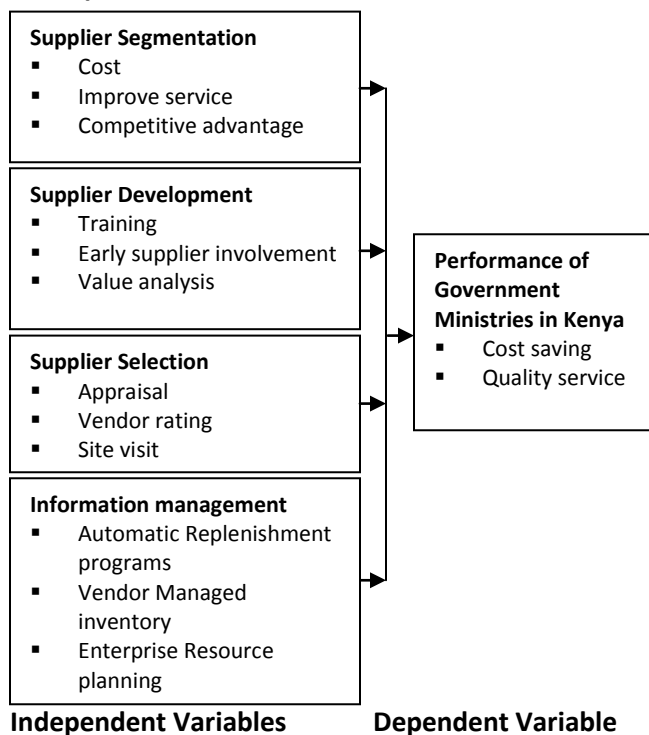 Supplier Segmentation
▪ Cost
▪ Improve service
▪ Competitive advantage
Supplier Development
▪ Training
▪ Early supplier involvement
▪ Value analysis
Supplier Selection
▪ Appraisal
▪ Vendor rating
▪ Site visit
Information management
▪ Automatic Replenishment
programs
▪ Vendor Managed
inventory
▪ Enterprise Resource
planning
Performance of
Government
Ministries in Kenya
▪ Cost saving
▪ Quality service
Independent Variables
Dependent Variable